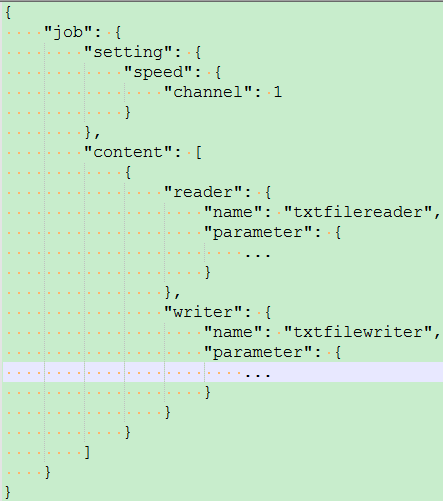 {
    "job": {
        "setting": {
            "speed": {
                "channel": 1
            }
        },
        "content": [
            {
                "reader": {
                    "name": "txtfilereader",
                    "parameter": {
                        ...
                    }
                },
                "writer": {
                    "name": "txtfilewriter",
                    "parameter": {
                        ...
                    }
                }
            }
        ]
    }
}